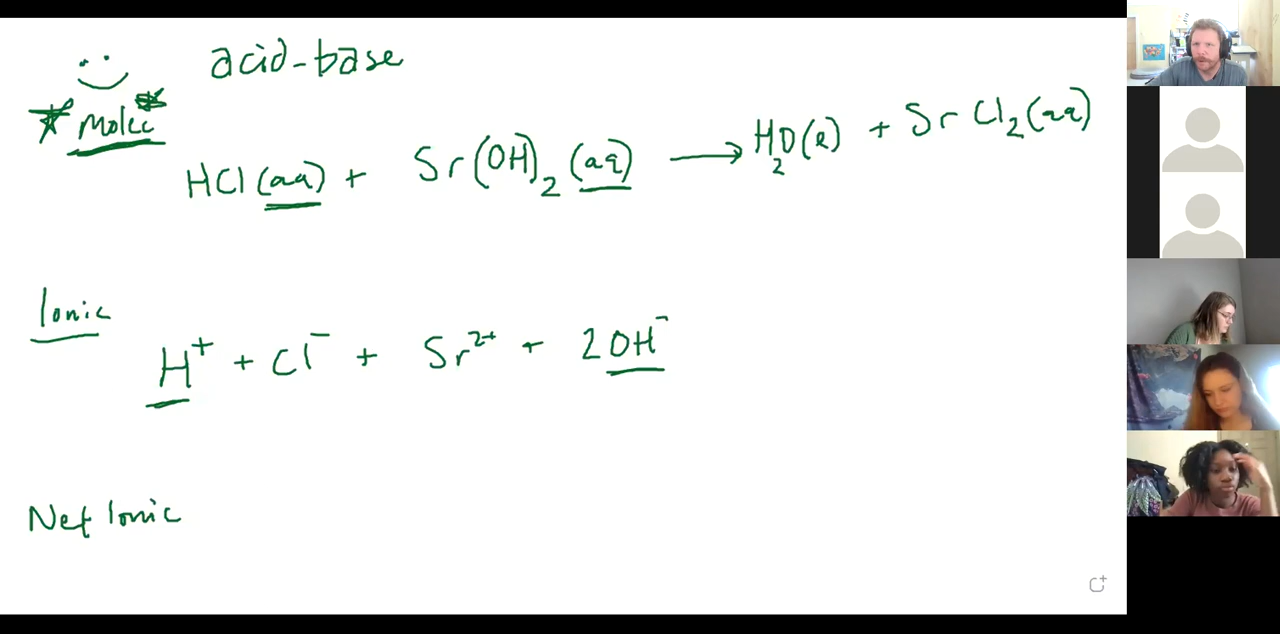 acid-base
Molec
HCl (aq) + Sr(OH)₂ (aq) → H₂O(l) + SrCl₂(aq)
Ionic
H⁺ + Cl⁻ + Sr²⁺ + 2OH⁻
Net Ionic